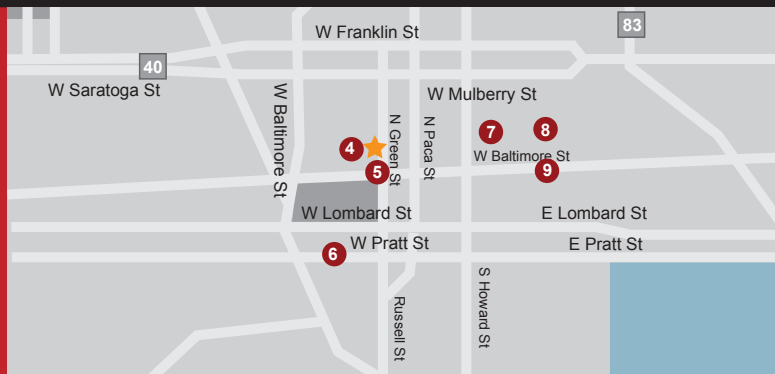 W Franklin St
83
40
W Saratoga St
W Mulberry St
W Baltimore St
N Green St
N Paca St
7
8
4
W Baltimore St
5
9
W Lombard St
E Lombard St
W Pratt St
E Pratt St
6
Russell St
S Howard St